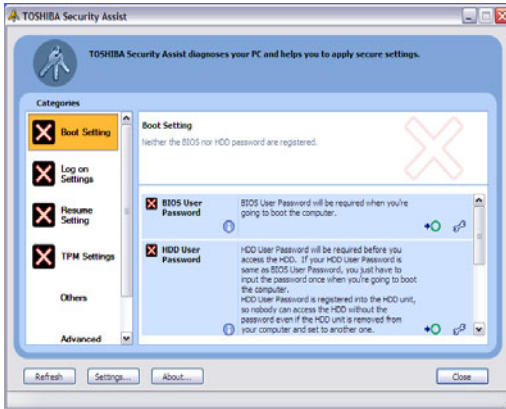 TOSHIBA Security Assist
TOSHIBA Security Assist diagnoses your PC and helps you to apply secure settings.
Categories
Boot Setting
Log on
Settings
Resume
Setting
TPM Settings
Others
Advanced
Boot Setting
Neither the BIOS nor HDD password are registered.
BIOS User
Password
BIOS User Password will be required when you're
going to boot the computer.
HDD User
Password
HDD User Password will be required before you
access the HDD. If your HDD User Password is
same as BIOS User Password, you just have to
input the password once when you're going to boot
the computer.
HDD User Password is registered into the HDD unit,
so nobody can access the HDD without the
password even if the HDD unit is removed from
your computer and set to another one.
Refresh
Settings...
About...
Close